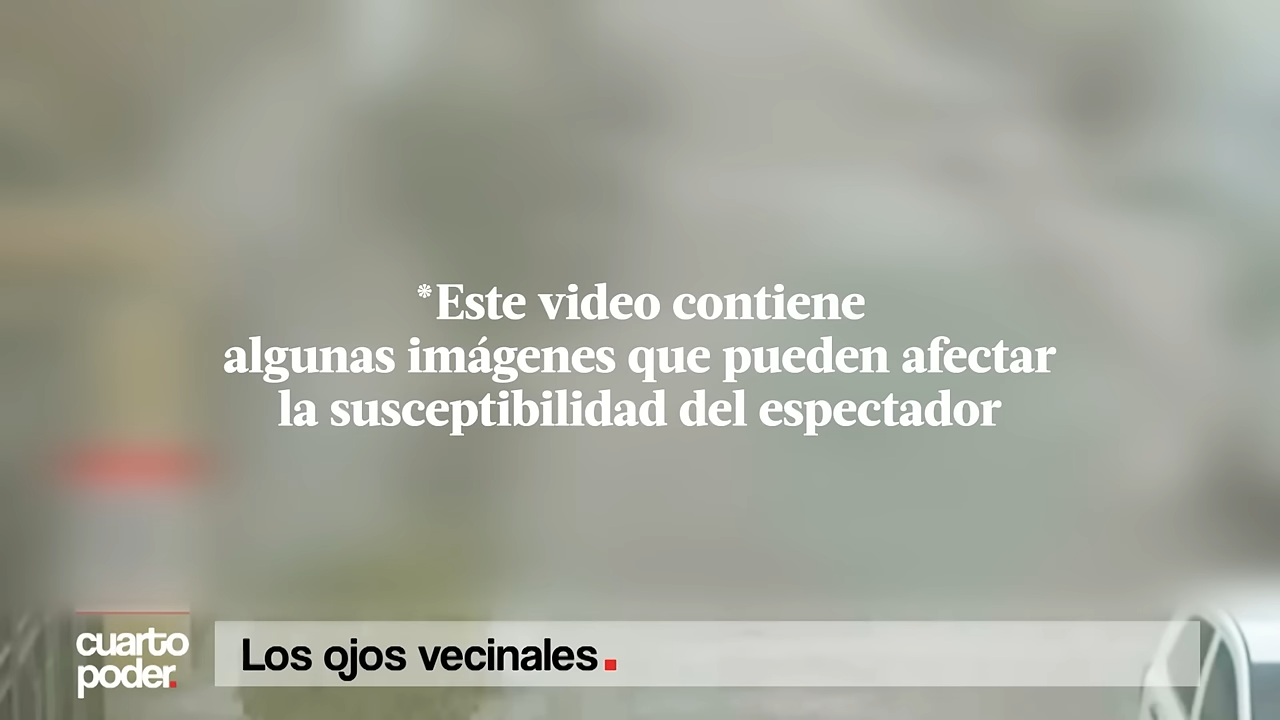 *Este video contiene
algunas imágenes que pueden afectar
la susceptibilidad del espectador
cuarto
poder.
Los ojos vecinales.